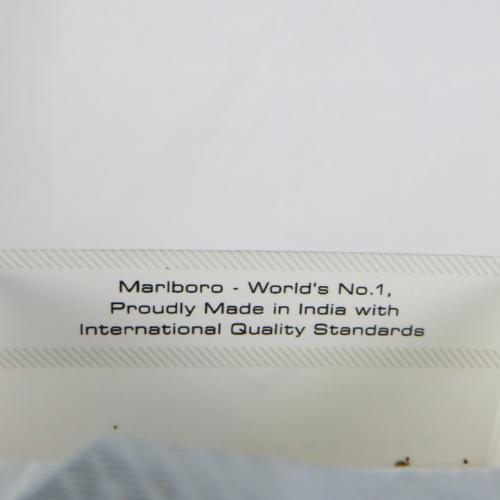 Marlboro - World's No.1,
Proudly Made in India with
International Quality Standards